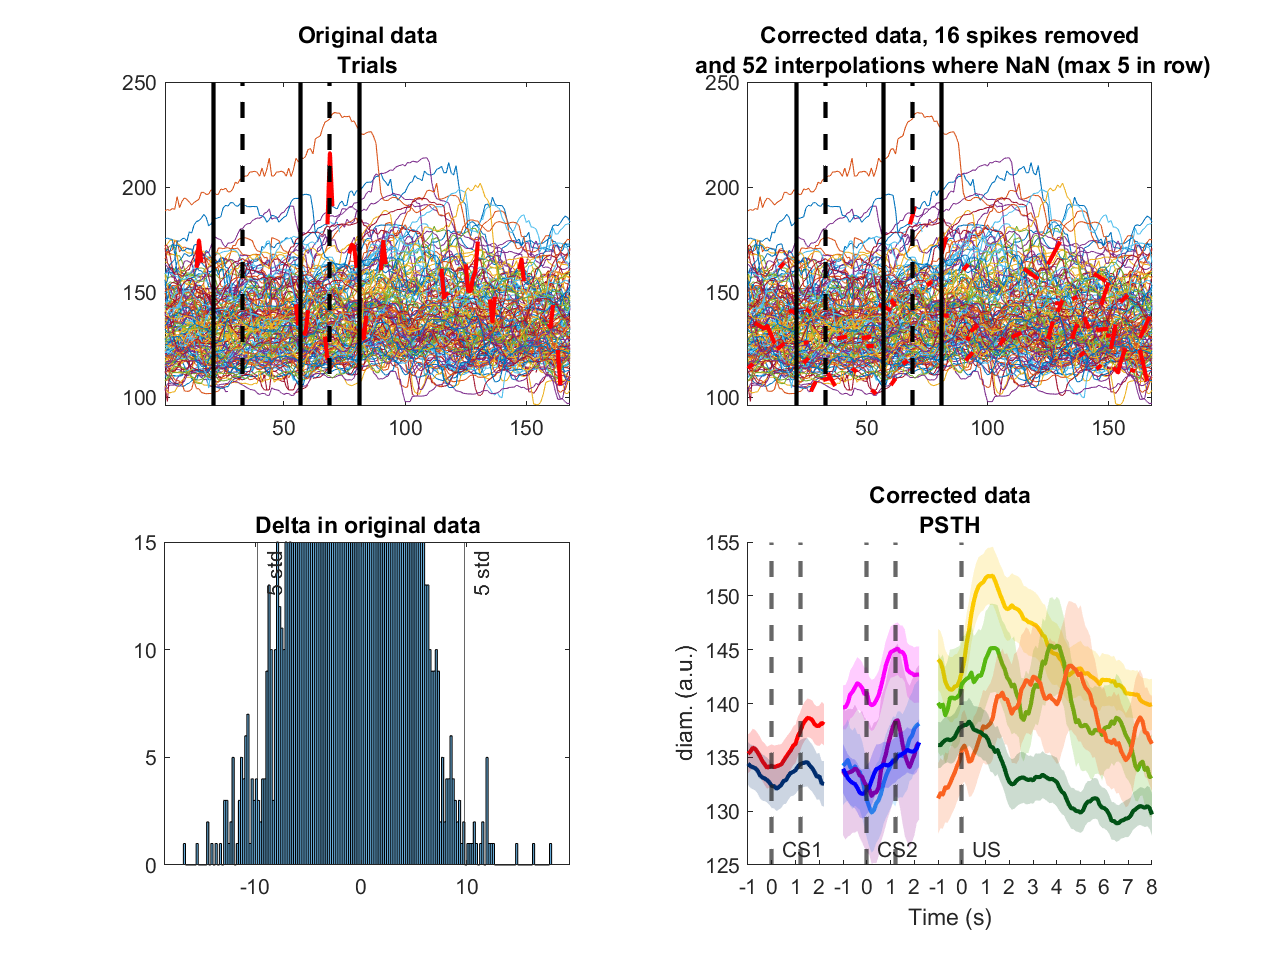 Original data
Trials
250
200
150
100
50 100 150
Corrected data, 16 spikes removed
and 52 interpolations where NaN (max 5 in row)
250
200
150
100
50 100 150
Delta in original data
15
10
5
0
-10 0 10
5 std
5 std
Corrected data
PSTH
155
150
145
140
135
130
125
diam. (a.u.)
CS1 CS2 US
-1 0 1 2 -1 0 1 2 -1 0 1 2 3 4 5 6 7 8
Time (s)